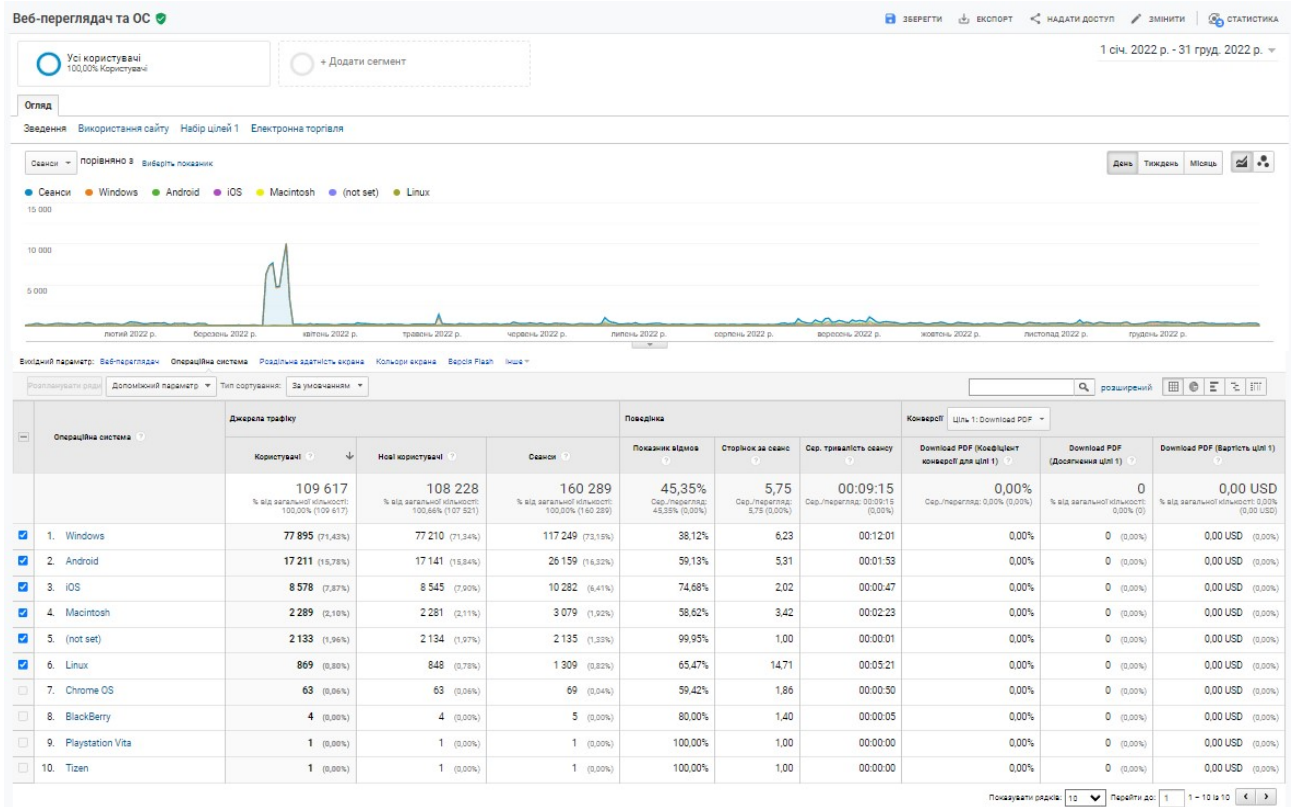 Веб-переглядач та ОС
ЗБЕРЕГТИ ЕКСПОРТ НАДАТИ ДОСТУП ЗМІНИТИ СТАТИСТИКА
Усі користувачі
100,00% Користувачі
+ Додати сегмент
1 січ. 2022 р. - 31 груд. 2022 р.
Огляд
Зведення Використання сайту Набір цілей 1 Електронна торгівля
Сеанси порівняно з Виберіть показник
День Тиждень Місяць
Сеанси Windows Android iOS Macintosh (not set) Linux
15 000
10 000
5 000
лютий 2022 р. березень 2022 р. квітень 2022 р. травень 2022 р. червень 2022 р. липень 2022 р. серпень 2022 р. вересень 2022 р. жовтень 2022 р. листопад 2022 р. грудень 2022 р.
Вихідний параметр: Веб-переглядач Операційна система Роздільна здатність екрана Кольори екрана Версія Flash Інше
Розпланувати ряди Допоміжний параметр Тип сортування: За умовчанням розширений
Операційна система Джерела трафіку Поведінка Конверсії Ціль 1: Download PDF
Користувачі Нові користувачі Сеанси Показник відмов Сторінок за сеанс Сер. тривалість сеансу Download PDF (Коефіцієнт конверсії для цілі 1) Download PDF (Досягнення цілі 1) Download PDF (Вартість цілі 1)
109 617 108 228 160 289 45,35% 5,75 00:09:15 0,00% 0 0,00 USD
% від загальної кількості: 100,00% (109 617) % від загальної кількості: 100,66% (107 521) % від загальної кількості: 100,00% (160 289) Сер./перегляд: 45,35% (0,00%) Сер./перегляд: 5,75 (0,00%) Сер./перегляд: 00:09:15 (0,00%) Сер./перегляд: 0,00% (0,00%) % від загальної кількості: 0,00% (0) % від загальної кількості: 0,00% (0,00 USD)
1. Windows 77 895 (71,43%) 77 210 (71,34%) 117 249 (73,15%) 38,12% 6,23 00:12:01 0,00% 0 (0,00%) 0,00 USD (0,00%)
2. Android 17 211 (15,78%) 17 141 (15,84%) 26 159 (16,32%) 59,13% 5,31 00:01:53 0,00% 0 (0,00%) 0,00 USD (0,00%)
3. iOS 8 578 (7,87%) 8 545 (7,90%) 10 282 (6,41%) 74,68% 2,02 00:00:47 0,00% 0 (0,00%) 0,00 USD (0,00%)
4. Macintosh 2 289 (2,10%) 2 281 (2,11%) 3 079 (1,92%) 58,62% 3,42 00:02:23 0,00% 0 (0,00%) 0,00 USD (0,00%)
5. (not set) 2 133 (1,96%) 2 134 (1,97%) 2 135 (1,33%) 99,95% 1,00 00:00:01 0,00% 0 (0,00%) 0,00 USD (0,00%)
6. Linux 869 (0,80%) 848 (0,78%) 1 309 (0,82%) 65,47% 14,71 00:05:21 0,00% 0 (0,00%) 0,00 USD (0,00%)
7. Chrome OS 63 (0,06%) 63 (0,06%) 69 (0,04%) 59,42% 1,86 00:00:50 0,00% 0 (0,00%) 0,00 USD (0,00%)
8. BlackBerry 4 (0,00%) 4 (0,00%) 5 (0,00%) 80,00% 1,40 00:00:05 0,00% 0 (0,00%) 0,00 USD (0,00%)
9. Playstation Vita 1 (0,00%) 1 (0,00%) 1 (0,00%) 100,00% 1,00 00:00:00 0,00% 0 (0,00%) 0,00 USD (0,00%)
10. Tizen 1 (0,00%) 1 (0,00%) 1 (0,00%) 100,00% 1,00 00:00:00 0,00% 0 (0,00%) 0,00 USD (0,00%)
Показувати рядків: 10 Перейти до: 1 1 – 10 із 10